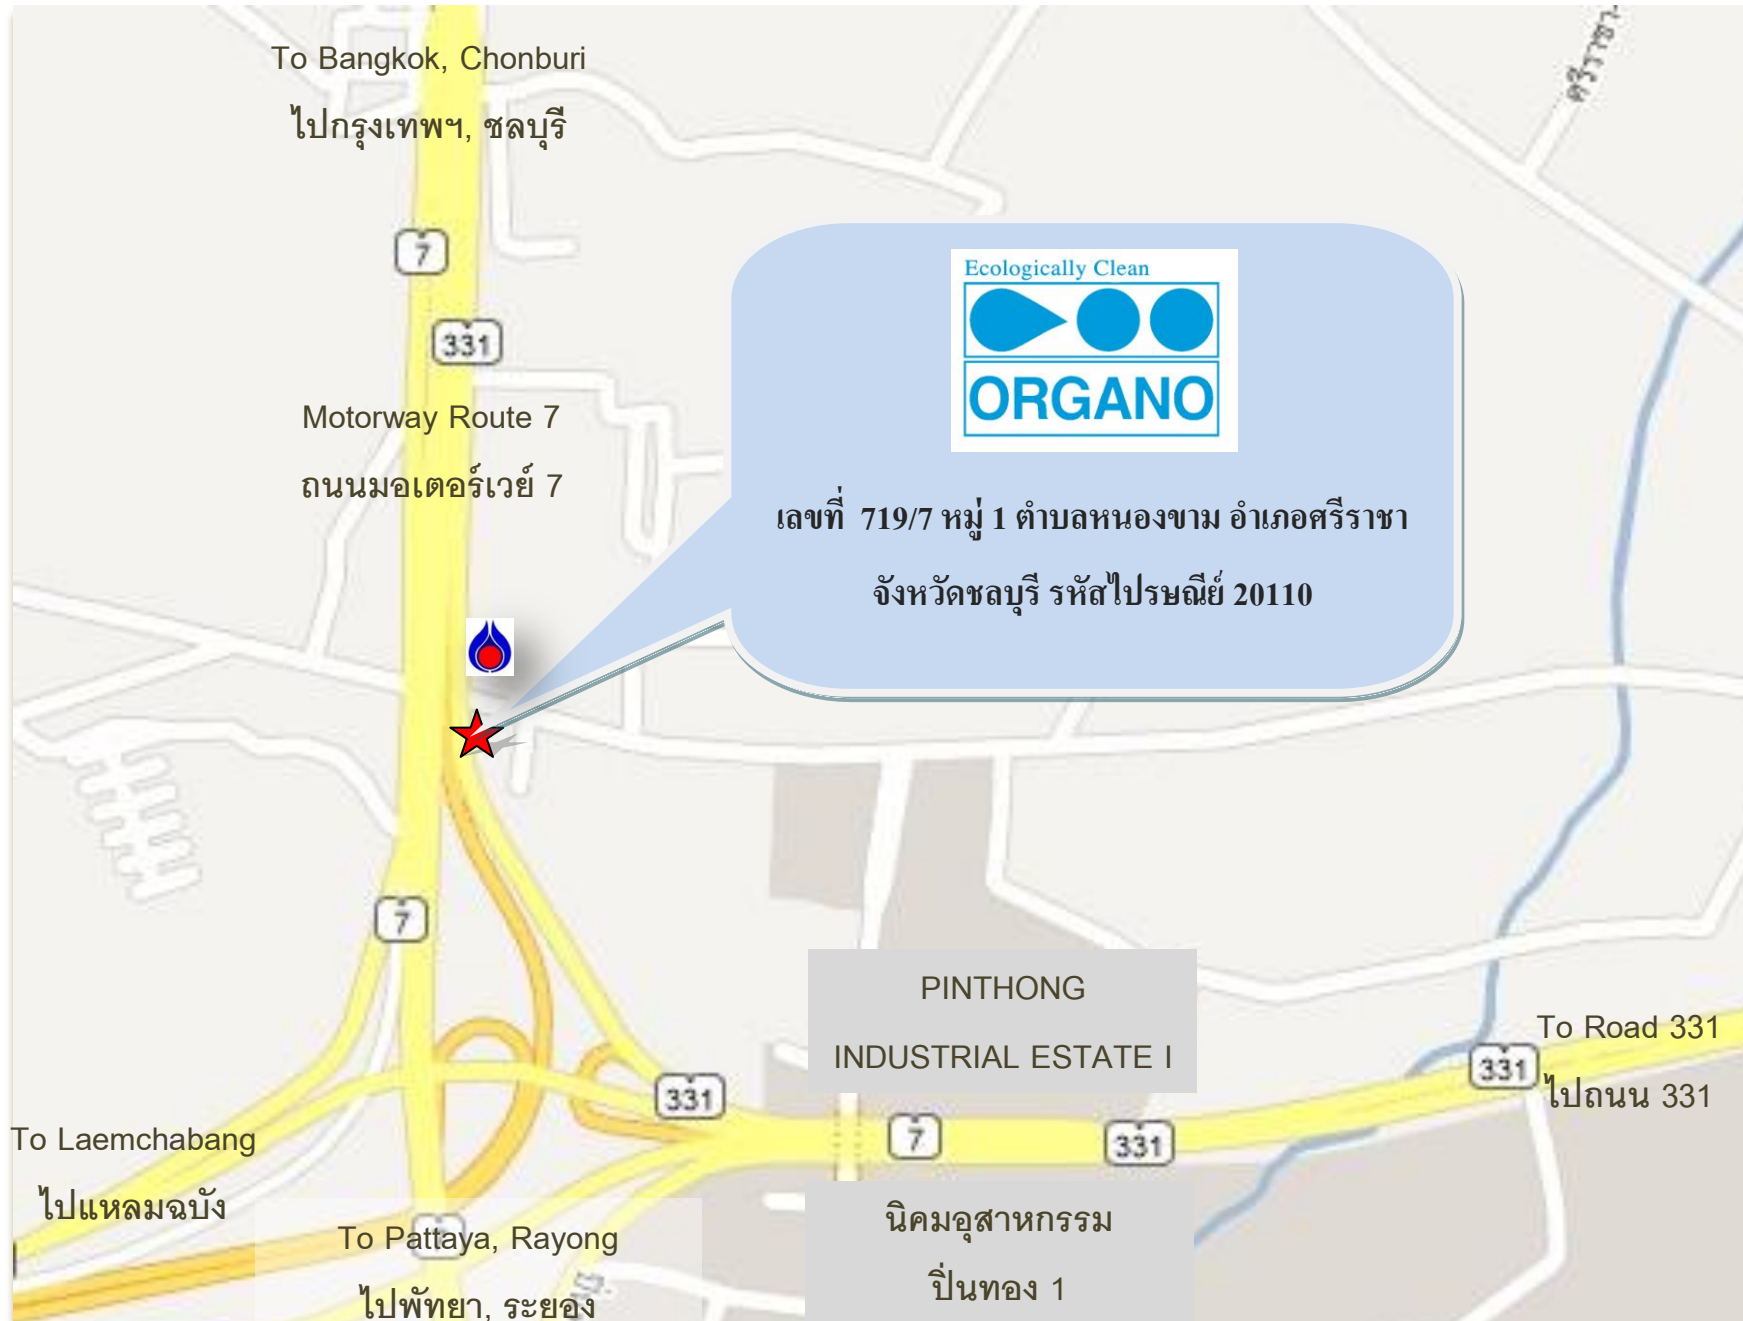 To Bangkok, Chonburi
ไปกรุงเทพฯ, ชลบุรี
ศรีราชา-
7
331
Ecologically Clean
ORGANO
Motorway Route 7
ถนนมอเตอร์เวย์ 7
เลขที่ 719/7 หมู่ 1 ตำบลหนองขาม อำเภอศรีราชา
จังหวัดชลบุรี รหัสไปรษณีย์ 20110
7
PINTHONG
INDUSTRIAL ESTATE I
To Road 331
ไปถนน 331
331
331
7
331
To Laemchabang
ไปแหลมฉบัง
To Pattaya, Rayong
ไปพัทยา, ระยอง
นิคมอุสาหกรรม
ปิ่นทอง 1